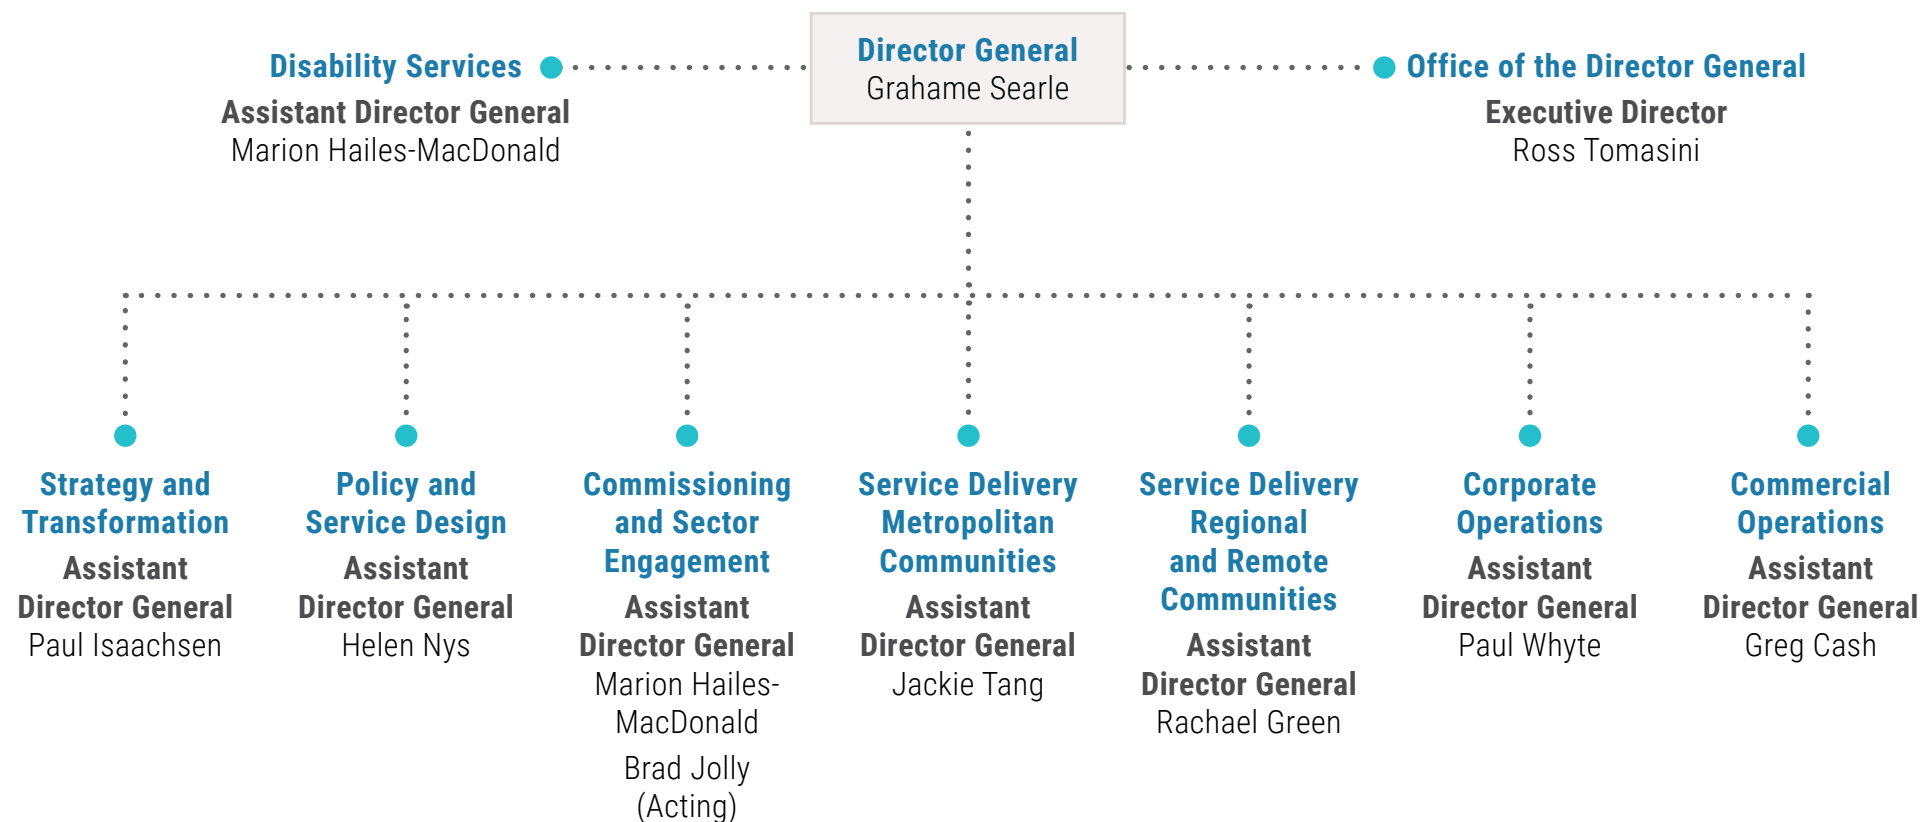 Director General
Grahame Searle
Disability Services
Assistant Director General
Marion Hailes-MacDonald
Office of the Director General
Executive Director
Ross Tomasini
Strategy and
Transformation
Assistant
Director General
Paul Isaachsen
Policy and
Service Design
Assistant
Director General
Helen Nys
Commissioning
and Sector
Engagement
Assistant
Director General
Marion Hailes-
MacDonald
Brad Jolly
(Acting)
Service Delivery
Metropolitan
Communities
Assistant
Director General
Jackie Tang
Service Delivery
Regional
and Remote
Communities
Assistant
Director General
Rachael Green
Corporate
Operations
Assistant
Director General
Paul Whyte
Commercial
Operations
Assistant
Director General
Greg Cash